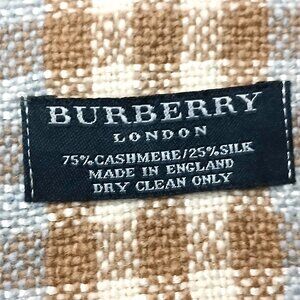 BURBERRY
LONDON
75%CASHMERE/25%SILK
MADE IN ENGLAND
DRY CLEAN ONLY